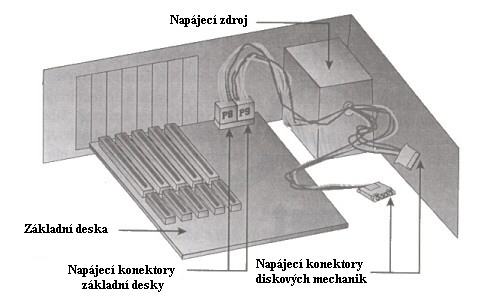 Napájecí zdroj
P8 P9
Základní deska
Napájecí konektory
základní desky
Napájecí konektory
diskových mechanik